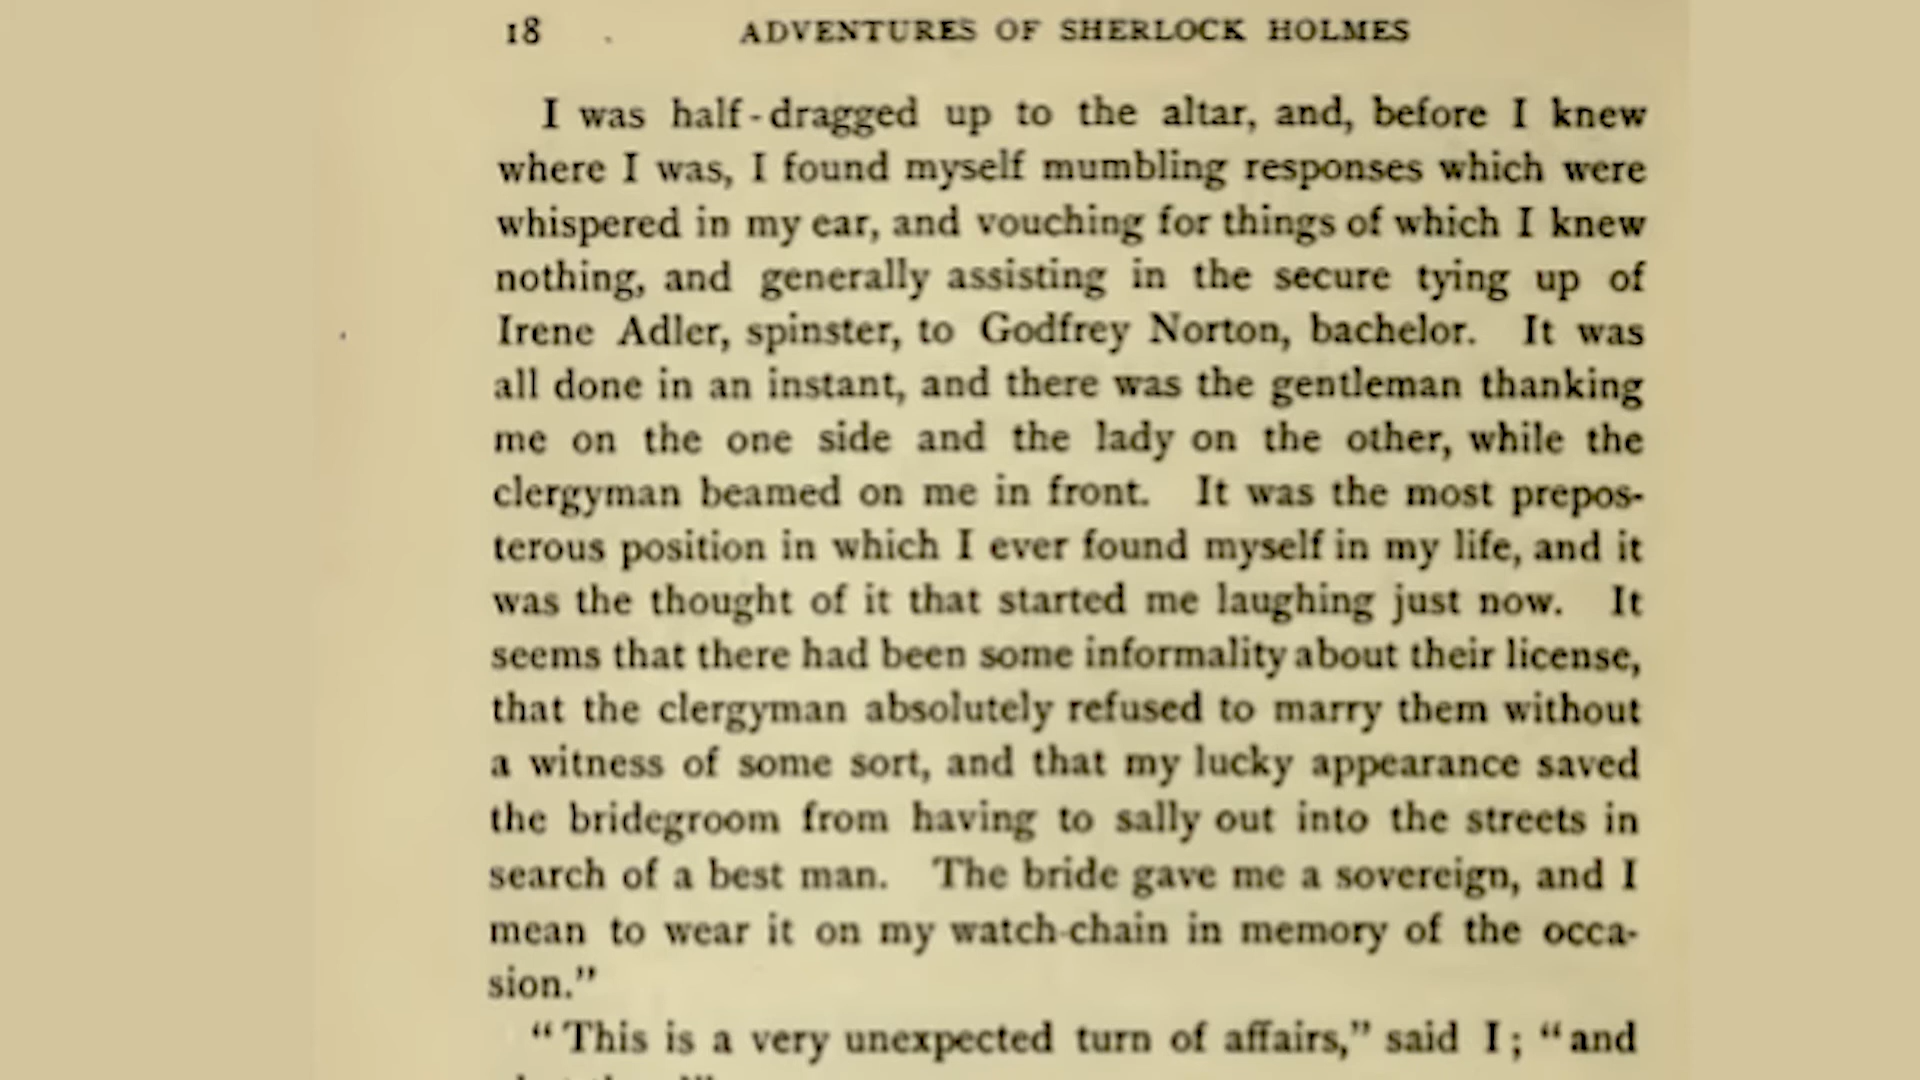 18 ADVENTURES OF SHERLOCK HOLMES
I was half-dragged up to the altar, and, before I knew
where I was, I found myself mumbling responses which were
whispered in my ear, and vouching for things of which I knew
nothing, and generally assisting in the secure tying up of
Irene Adler, spinster, to Godfrey Norton, bachelor. It was
all done in an instant, and there was the gentleman thanking
me on the one side and the lady on the other, while the
clergyman beamed on me in front. It was the most prepos-
terous position in which I ever found myself in my life, and it
was the thought of it that started me laughing just now. It
seems that there had been some informality about their license,
that the clergyman absolutely refused to marry them without
a witness of some sort, and that my lucky appearance saved
the bridegroom from having to sally out into the streets in
search of a best man. The bride gave me a sovereign, and I
mean to wear it on my watch-chain in memory of the occa-
sion."
"This is a very unexpected turn of affairs," said I; "and